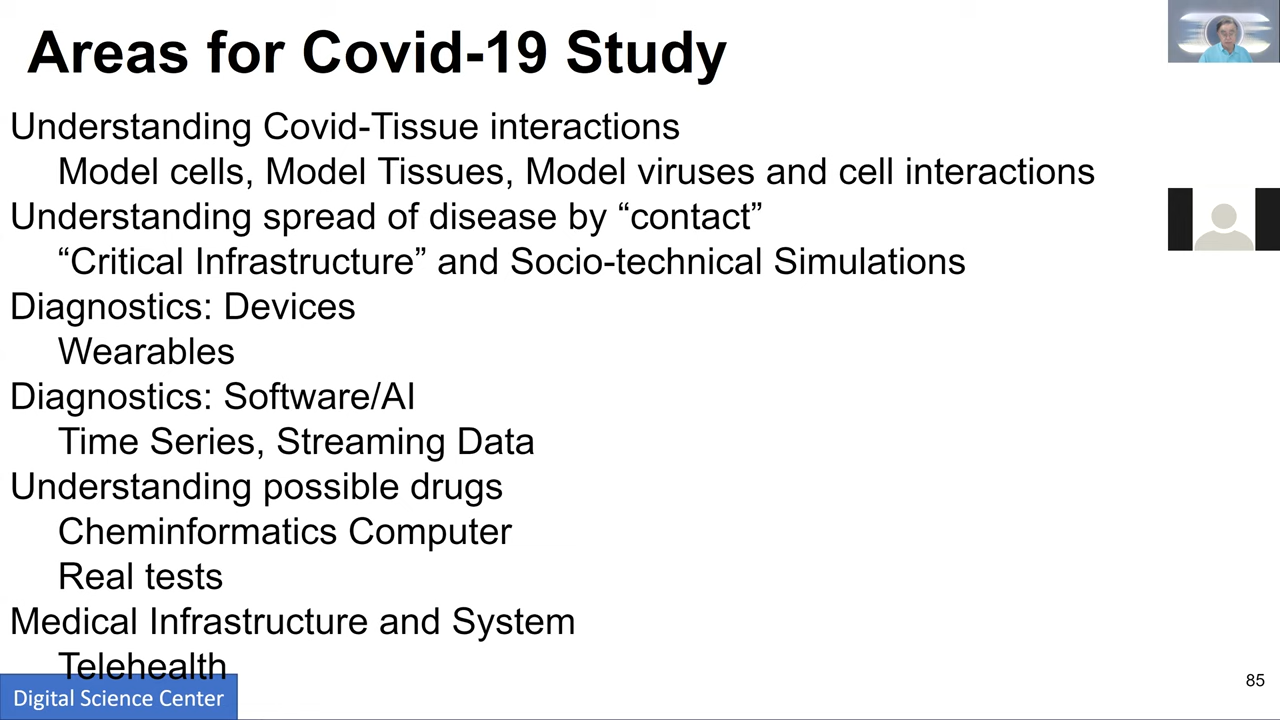 Areas for Covid-19 Study
Understanding Covid-Tissue interactions
Model cells, Model Tissues, Model viruses and cell interactions
Understanding spread of disease by “contact”
“Critical Infrastructure” and Socio-technical Simulations
Diagnostics: Devices
Wearables
Diagnostics: Software/AI
Time Series, Streaming Data
Understanding possible drugs
Cheminformatics Computer
Real tests
Medical Infrastructure and System
Telehealth
Digital Science Center
85